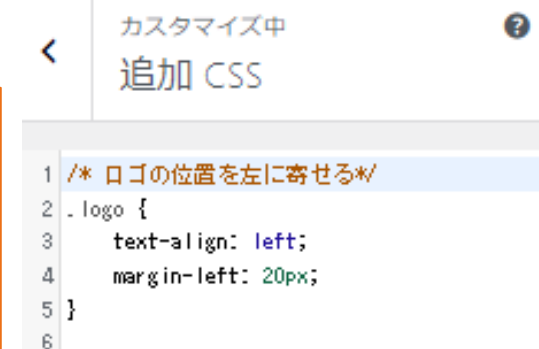 カスタマイズ中
追加 CSS
1 /* ロゴの位置を左に寄せる*/
2 .logo {
3 text-align: left;
4 margin-left: 20px;
5 }
6